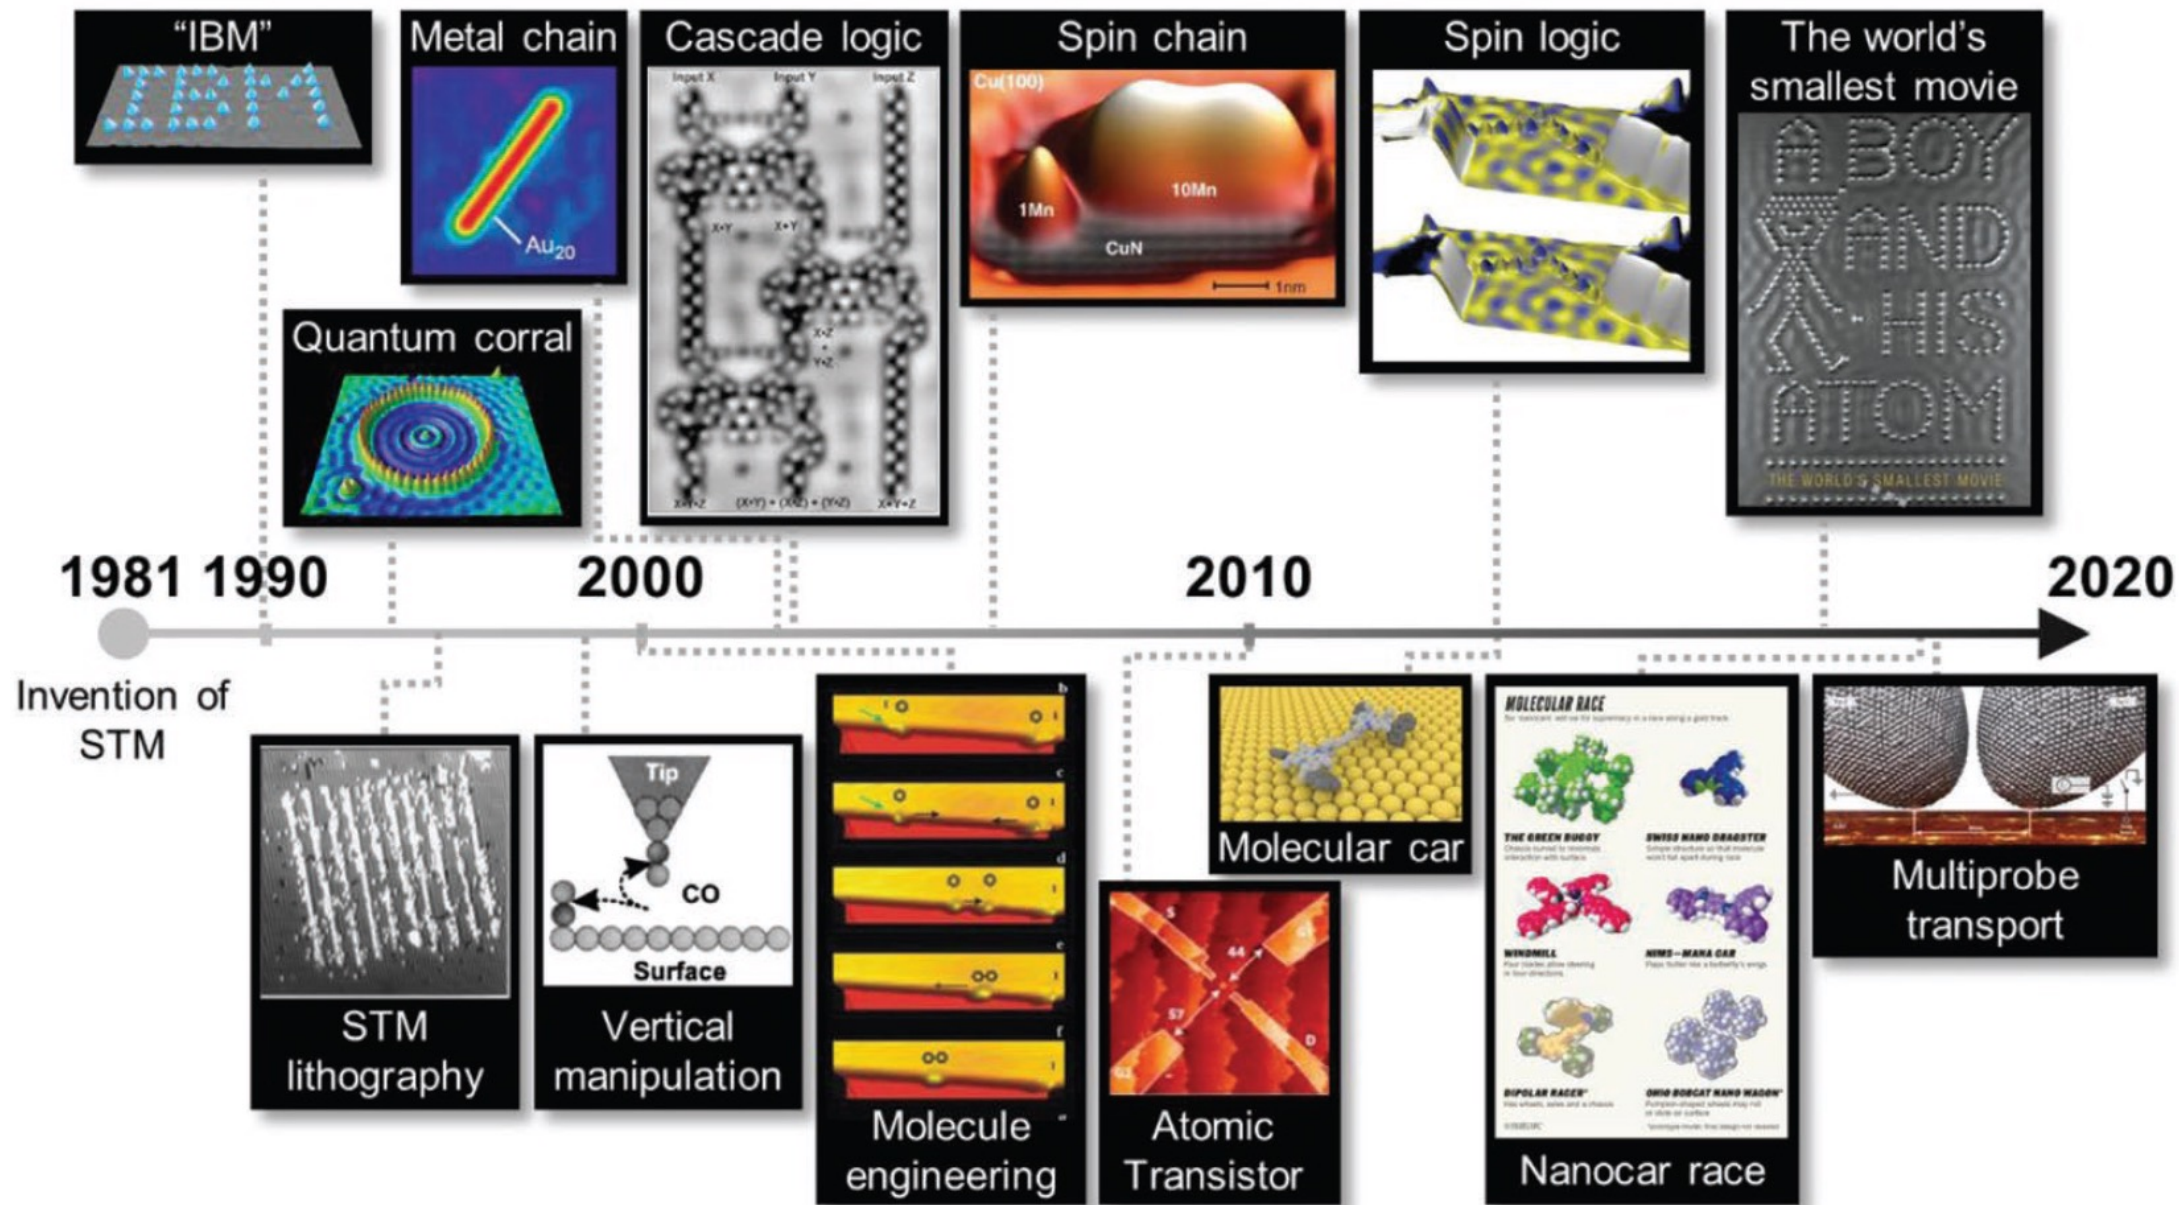 “IBM”
Metal chain
Au20
Cascade logic
Input X
Input Y
Input Z
X•Y
X•Y
X•Z
Y•Z
Spin chain
Cu(100)
1Mn
10Mn
CuN
1nm
Spin logic
The world’s
smallest movie
A BOY
AND
HIS
ATOM
THE WORLD'S SMALLEST MOVIE
Quantum corral
1981
1990
2000
2010
2020
Invention of
STM
STM
lithography
Tip
CO
Surface
Vertical
manipulation
b
c
d
e
f
Molecule
engineering
S
44
57
D
Atomic
Transistor
Molecular car
MOLECULAR RACE
THE GREEN BUGGY
SWISS NANO DRAGSTER
WINDMILL
NIMS—MANA CAR
DIPOLAR RACER*
OHIO BOBCAT NANO WAGON*
Nanocar race
Multiprobe
transport